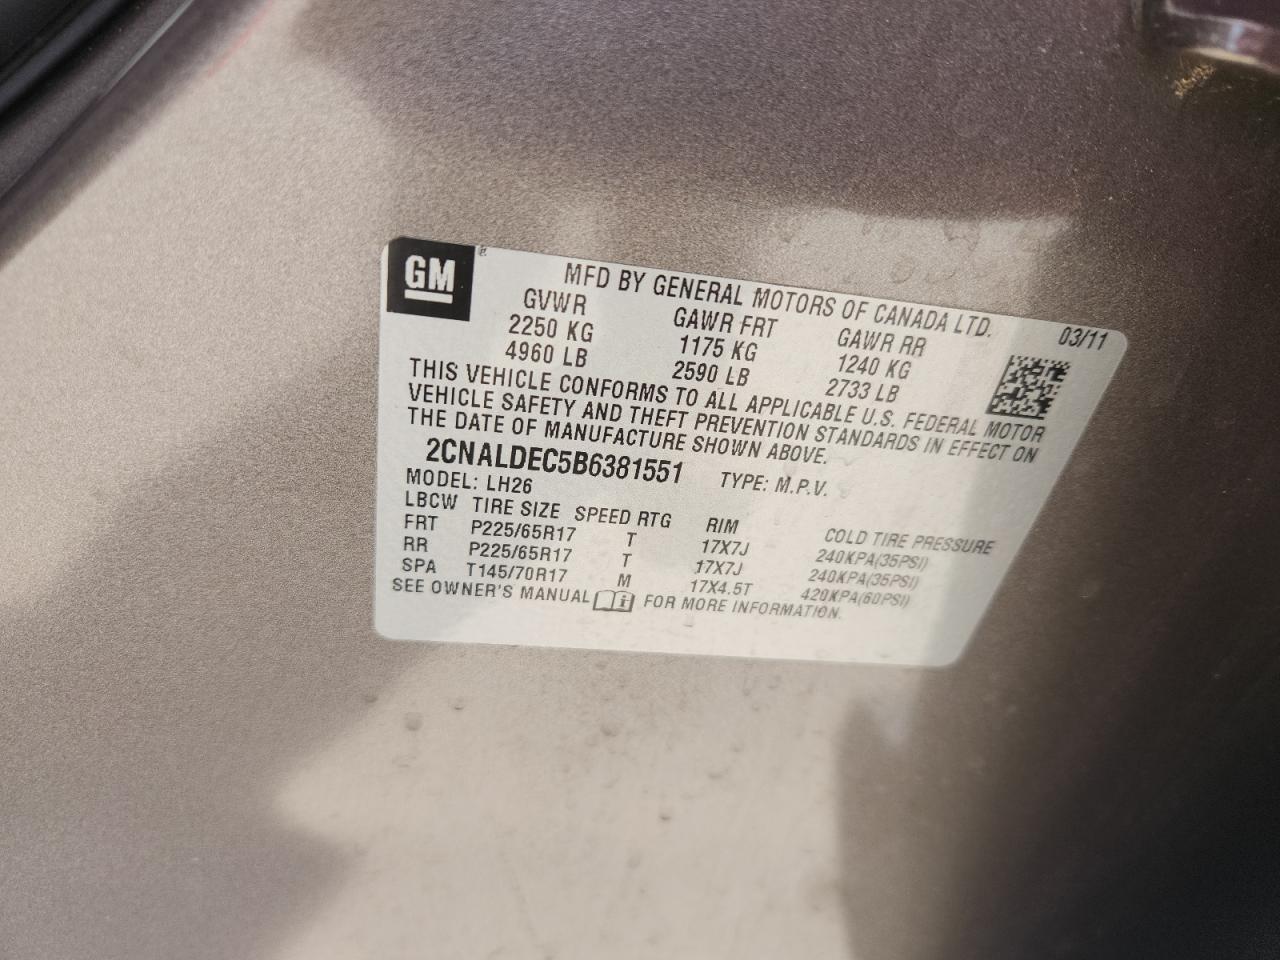 GM
MFD BY GENERAL MOTORS OF CANADA LTD. 03/11
GVWR GAWR FRT GAWR RR
2250 KG 1175 KG 1240 KG
4960 LB 2590 LB 2733 LB
THIS VEHICLE CONFORMS TO ALL APPLICABLE U.S. FEDERAL MOTOR
VEHICLE SAFETY AND THEFT PREVENTION STANDARDS IN EFFECT ON
THE DATE OF MANUFACTURE SHOWN ABOVE.
2CNALDEC5B6381551 TYPE: M.P.V.
MODEL: LH26
LBCW TIRE SIZE SPEED RTG RIM COLD TIRE PRESSURE
FRT P225/65R17 T 17X7J 240KPA(35PSI)
RR P225/65R17 T 17X7J 240KPA(35PSI)
SPA T145/70R17 M 17X4.5T 420KPA(60PSI)
SEE OWNER'S MANUAL i FOR MORE INFORMATION.